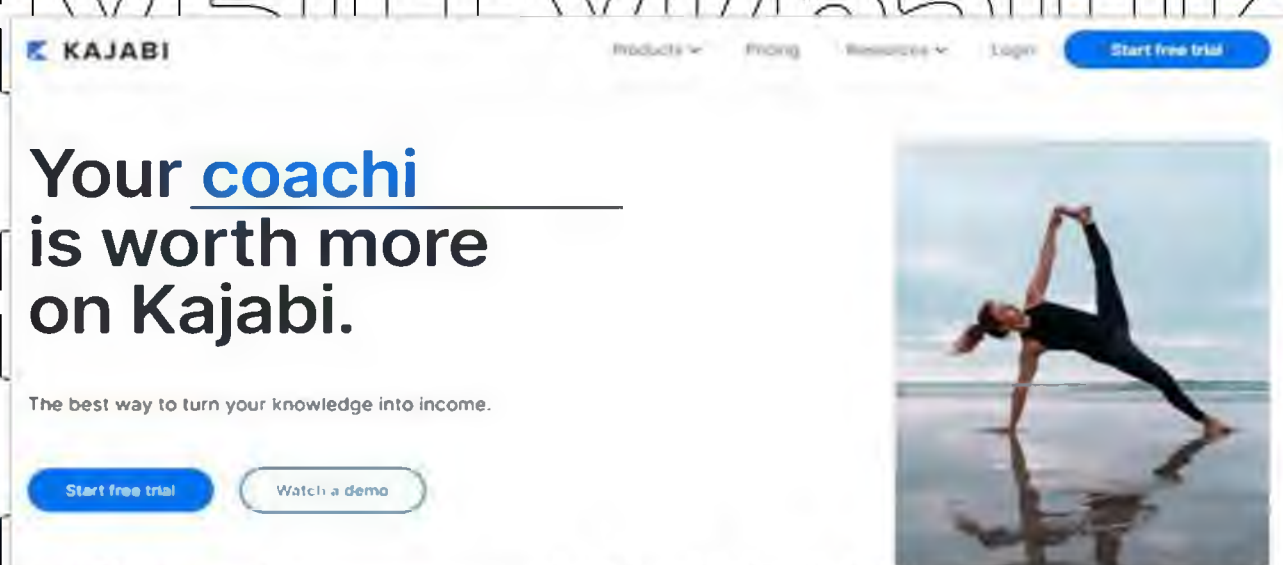 KAJABI
Products
Pricing
Resources
Login
Start free trial
Your coachi
is worth more
on Kajabi.
The best way to turn your knowledge into income.
Start free trial
Watch a demo